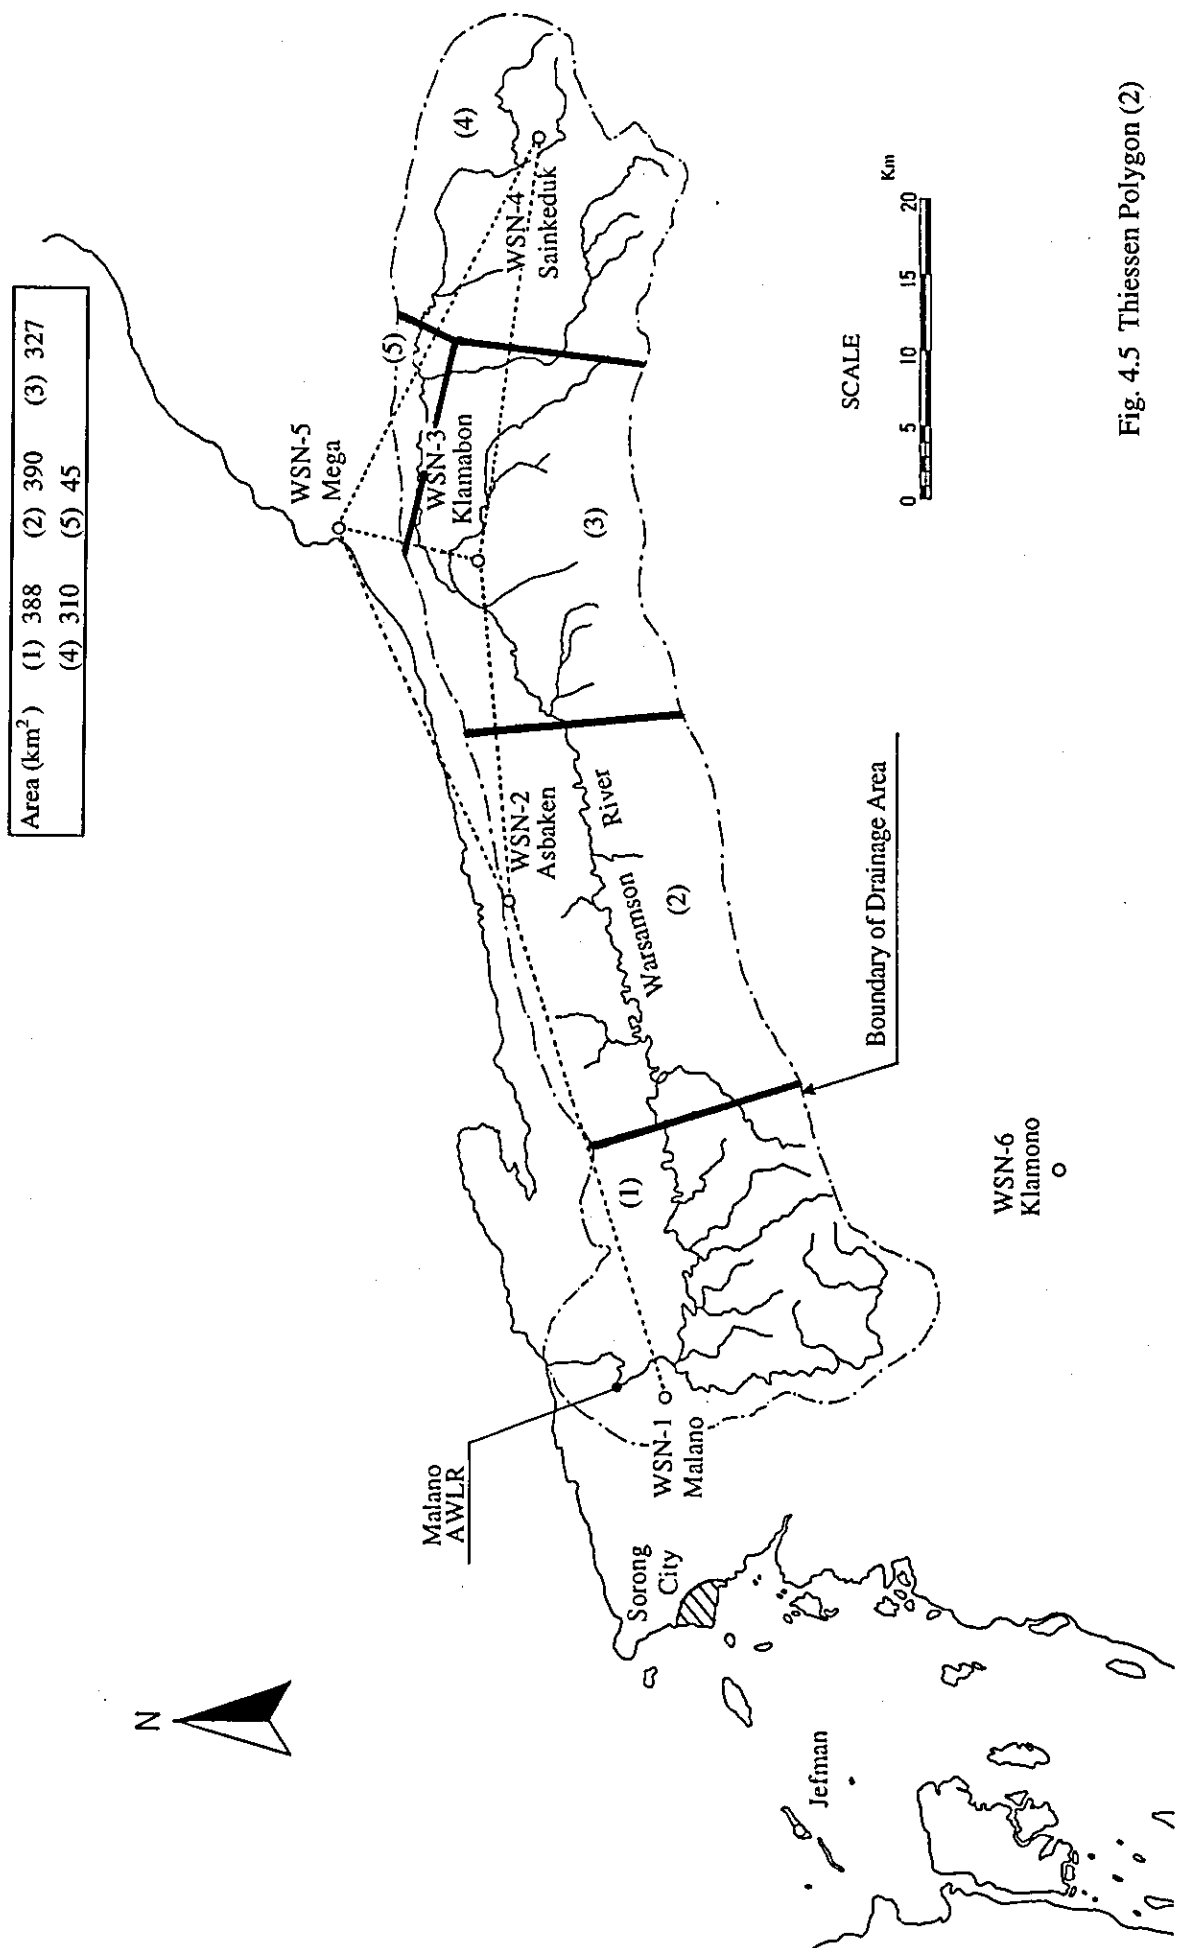 Area (km²) (1) 388 (2) 390 (3) 327
(4) 310 (5) 45
N
WSN-5
Mega
(5)
(4)
WSN-4
Sainkeduk
WSN-3
Klamabon
(3)
WSN-2
Asbaken
Warsamson River
(2)
(1)
Malano
AWLR
WSN-1
Malano
Sorong
City
Jefman
Boundary of Drainage Area
WSN-6
Klamono
SCALE
0 5 10 15 20 Km
Fig. 4.5 Thiessen Polygon (2)